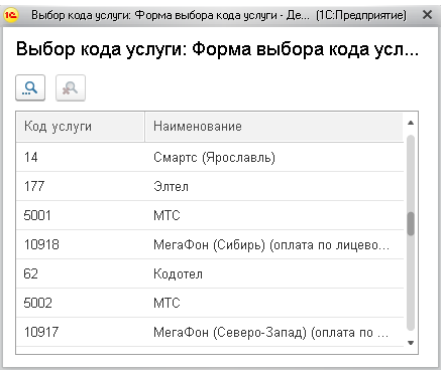 Выбор кода услуги: Форма выбора кода услуги - Де... (1С:Предприятие)
Выбор кода услуги: Форма выбора кода усл...
Код услуги Наименование
14 Смартс (Ярославль)
177 Элтел
5001 МТС
10918 МегаФон (Сибирь) (оплата по лицево...
62 Кодотел
5002 МТС
10917 МегаФон (Северо-Запад) (оплата по ...